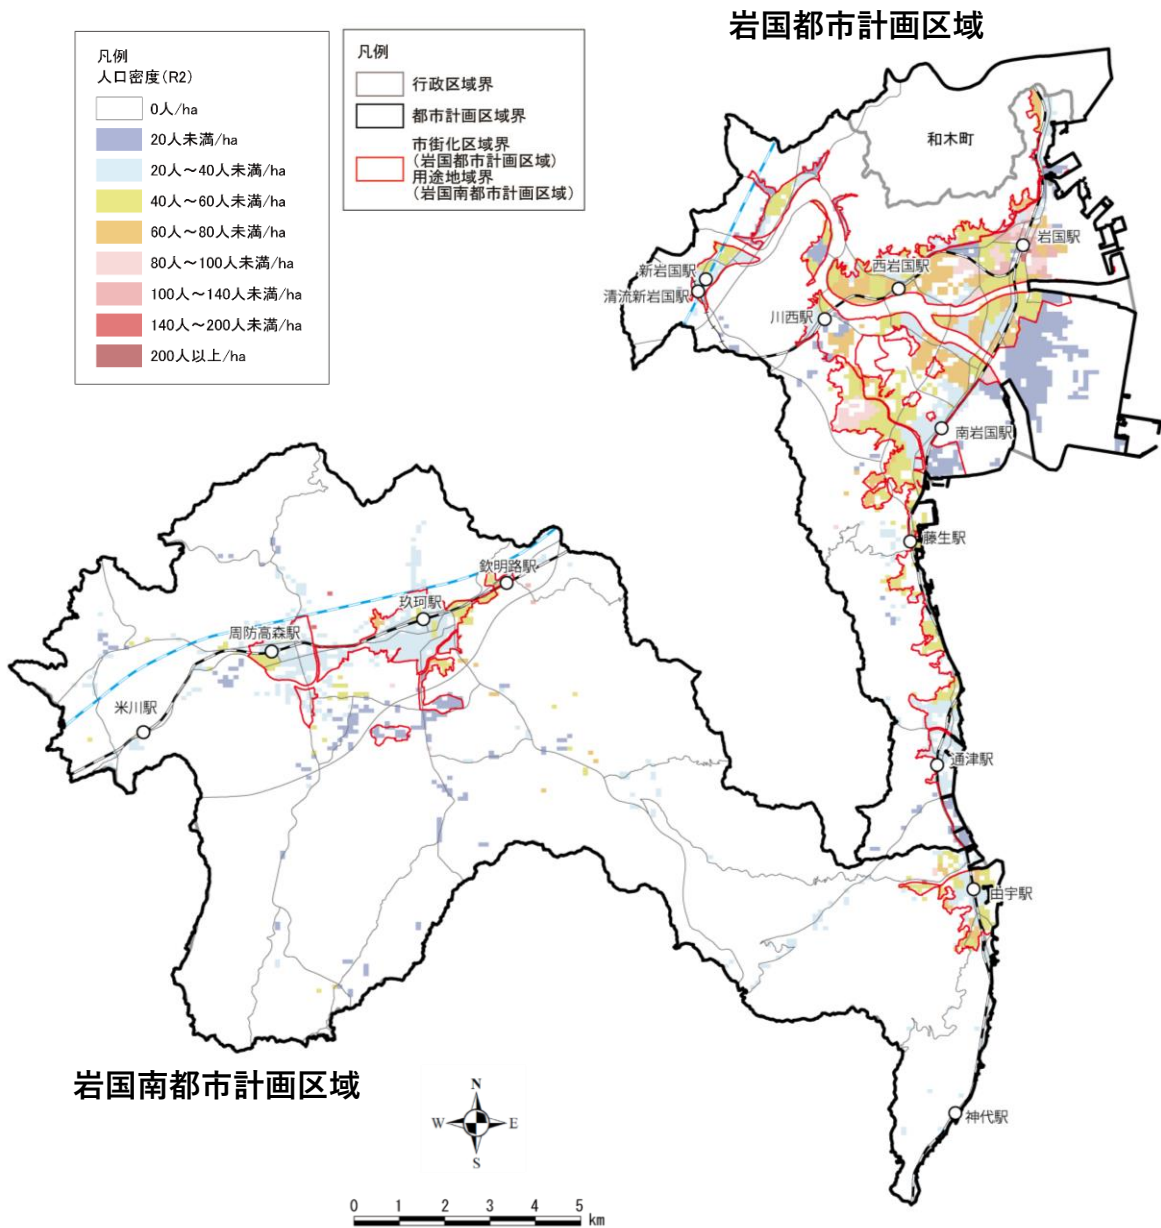 岩国都市計画区域
凡例
人口密度(R2)
0人/ha
20人未満/ha
20人～40人未満/ha
40人～60人未満/ha
60人～80人未満/ha
80人～100人未満/ha
100人～140人未満/ha
140人～200人未満/ha
200人以上/ha
凡例
行政区域界
都市計画区域界
市街化区域界
(岩国都市計画区域)
用途地域界
(岩国南都市計画区域)
和木町
岩国駅
新岩国駅
清流新岩国駅
西岩国駅
川西駅
南岩国駅
藤生駅
欽明路駅
玖珂駅
周防高森駅
米川駅
通津駅
由宇駅
神代駅
岩国南都市計画区域
N
W E
S
0 1 2 3 4 5
km